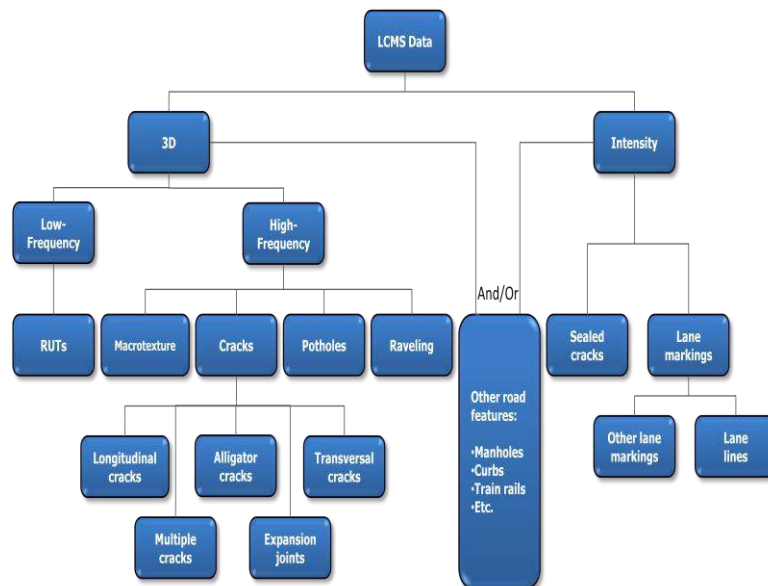 LCMS Data
3D
Intensity
Low-
Frequency
High-
Frequency
And/Or
RUTs
Macrotexture
Cracks
Potholes
Raveling
Other road
features:
•Manholes
•Curbs
•Train rails
•Etc.
Sealed
cracks
Lane
markings
Longitudinal
cracks
Alligator
cracks
Transversal
cracks
Other lane
markings
Lane
lines
Multiple
cracks
Expansion
joints